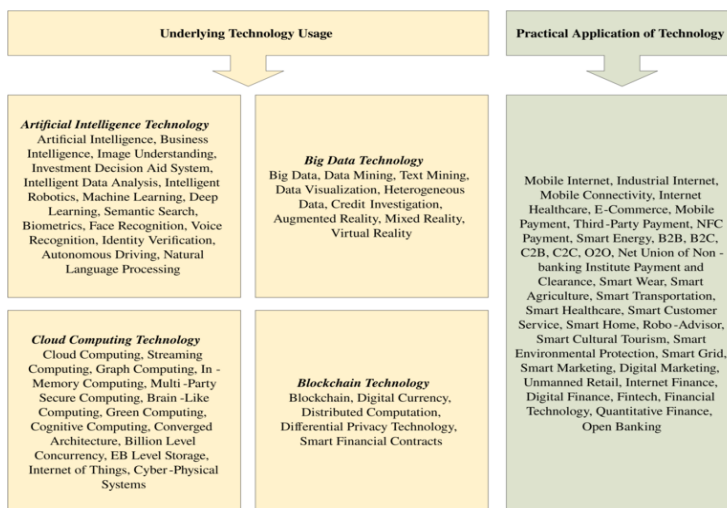 Underlying Technology Usage
Practical Application of Technology
Artificial Intelligence Technology
Artificial Intelligence, Business
Intelligence, Image Understanding,
Investment Decision Aid System,
Intelligent Data Analysis, Intelligent
Robotics, Machine Learning, Deep
Learning, Semantic Search,
Biometrics, Face Recognition, Voice
Recognition, Identity Verification,
Autonomous Driving, Natural
Language Processing
Big Data Technology
Big Data, Data Mining, Text Mining,
Data Visualization, Heterogeneous
Data, Credit Investigation,
Augmented Reality, Mixed Reality,
Virtual Reality
Cloud Computing Technology
Cloud Computing, Streaming
Computing, Graph Computing, In -
Memory Computing, Multi -Party
Secure Computing, Brain -Like
Computing, Green Computing,
Cognitive Computing, Converged
Architecture, Billion Level
Concurrency, EB Level Storage,
Internet of Things, Cyber -Physical
Systems
Blockchain Technology
Blockchain, Digital Currency,
Distributed Computation,
Differential Privacy Technology,
Smart Financial Contracts
Mobile Internet, Industrial Internet,
Mobile Connectivity, Internet
Healthcare, E-Commerce, Mobile
Payment, Third -Party Payment, NFC
Payment, Smart Energy, B2B, B2C,
C2B, C2C, O2O, Net Union of Non -
banking Institute Payment and
Clearance, Smart Wear, Smart
Agriculture, Smart Transportation,
Smart Healthcare, Smart Customer
Service, Smart Home, Robo -Advisor,
Smart Cultural Tourism, Smart
Environmental Protection, Smart Grid,
Smart Marketing, Digital Marketing,
Unmanned Retail, Internet Finance,
Digital Finance, Fintech, Financial
Technology, Quantitative Finance,
Open Banking